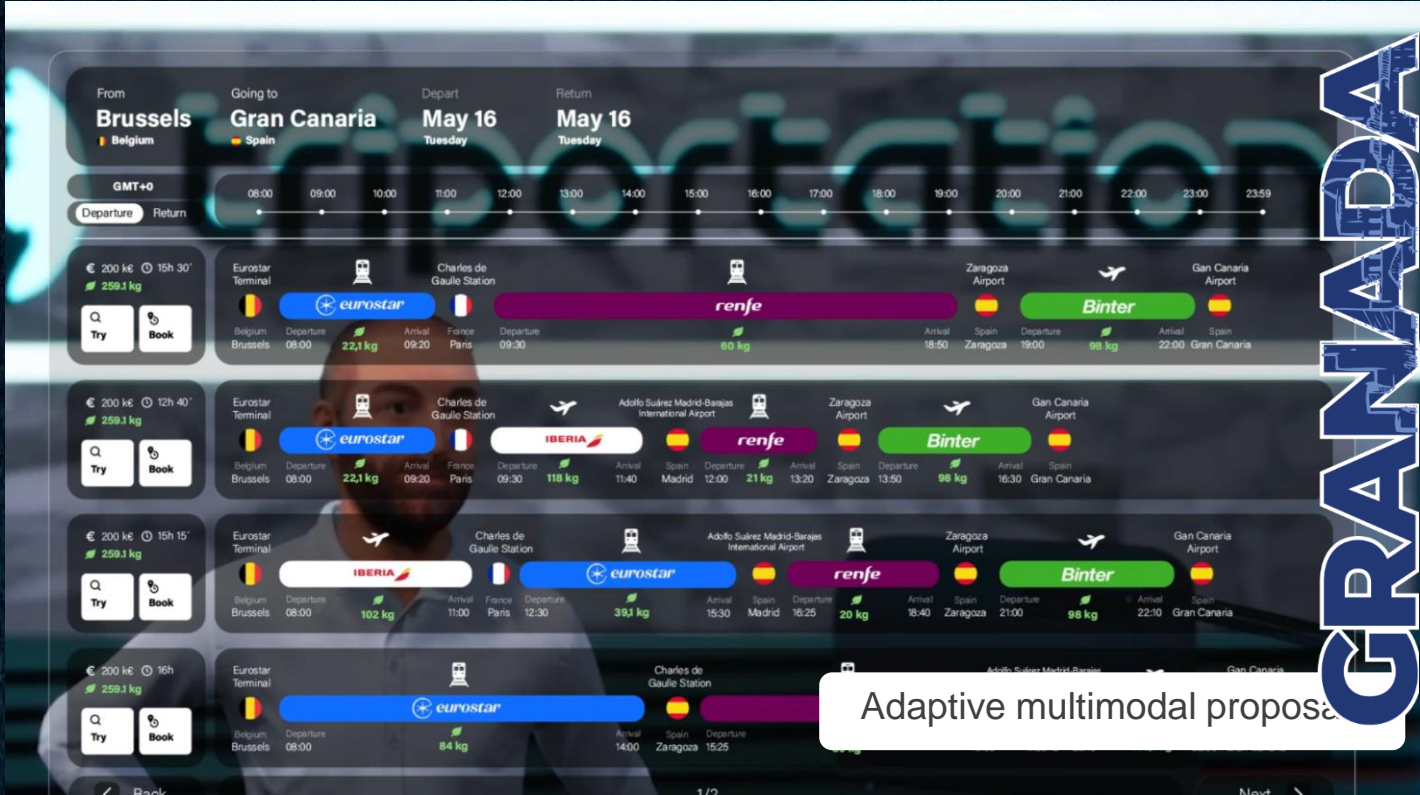 From
Going to
Depart
Return
Brussels
Gran Canaria
May 16
May 16
Belgium
Spain
Tuesday
Tuesday
triportation
GMT+0
Departure Return
08:00 09:00 10:00 11:00 12:00 13:00 14:00 15:00 16:00 17:00 18:00 19:00 20:00 21:00 22:00 23:00 23:59
€ 200 k€ 15h 30´
259.1 kg
Try Book
Eurostar Terminal
Charles de Gaulle Station
Zaragoza Airport
Gan Canaria Airport
eurostar renfe Binter
Belgium Departure Arrival France Departure Arrival Spain Departure Arrival Spain
Brussels 08:00 22,1 kg 09:20 Paris 09:30 60 kg 18:50 Zaragoza 19:00 98 kg 22:00 Gran Canaria
€ 200 k€ 12h 40´
259.1 kg
Try Book
Eurostar Terminal
Charles de Gaulle Station
Adolfo Suárez Madrid-Barajas International Airport
Zaragoza Airport
Gan Canaria Airport
eurostar IBERIA renfe Binter
Belgium Departure Arrival France Departure Arrival Spain Departure Arrival Spain Departure Arrival Spain
Brussels 08:00 22,1 kg 09:20 Paris 09:30 118 kg 11:40 Madrid 12:00 21 kg 13:20 Zaragoza 13:50 98 kg 16:30 Gran Canaria
€ 200 k€ 15h 15´
259.1 kg
Try Book
Eurostar Terminal
Charles de Gaulle Station
Adolfo Suárez Madrid-Barajas International Airport
Zaragoza Airport
Gan Canaria Airport
IBERIA eurostar renfe Binter
Belgium Departure Arrival France Departure Arrival Spain Departure Arrival Spain Departure Arrival Spain
Brussels 08:00 102 kg 11:00 Paris 12:30 39,1 kg 15:30 Madrid 16:25 20 kg 18:40 Zaragoza 21:00 98 kg 22:10 Gran Canaria
€ 200 k€ 16h
259.1 kg
Try Book
Eurostar Terminal
Charles de Gaulle Station
Adolfo Suárez Madrid-Barajas
Gan Canaria
eurostar
Belgium Departure Arrival Spain Departure
Brussels 08:00 84 kg 14:00 Zaragoza 15:25
Adaptive multimodal
Back 1/2 Next
GRANADA